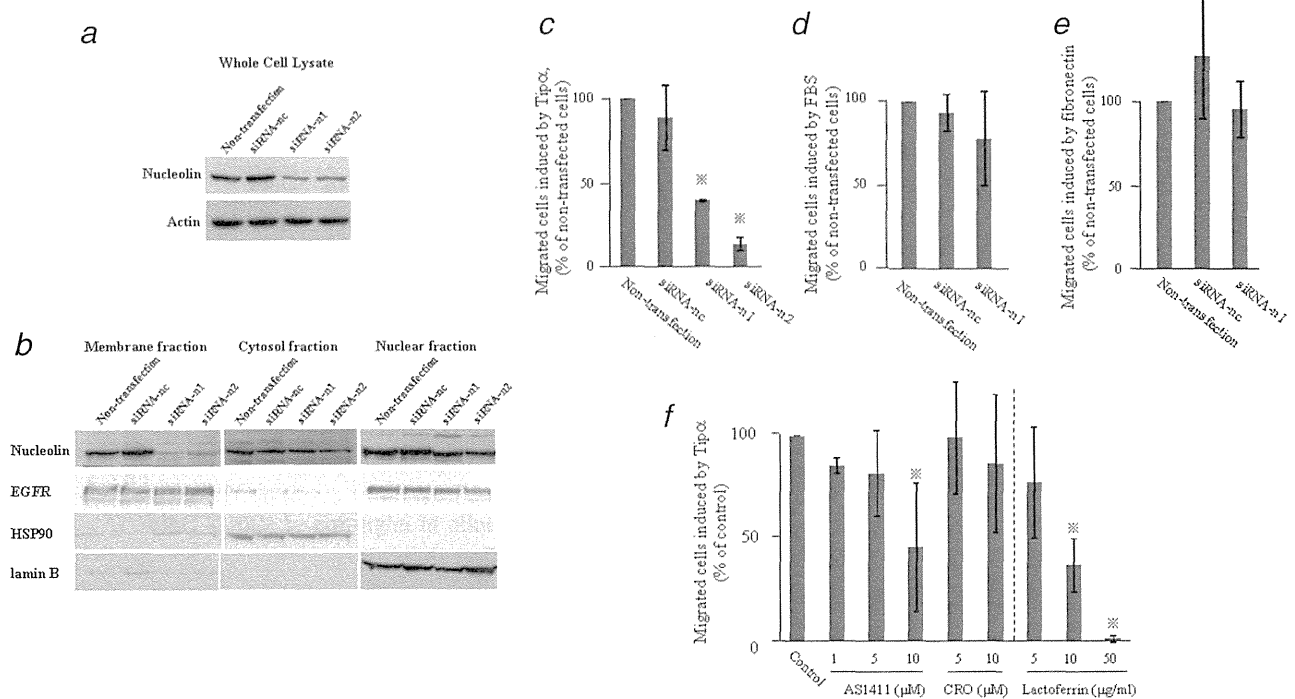 a
Whole Cell Lysate
Non-transfection
siRNA-nc
siRNA-n1
siRNA-n2
Nucleolin
Actin
b
Membrane fraction
Cytosol fraction
Nuclear fraction
Non-transfection
siRNA-nc
siRNA-n1
siRNA-n2
Non-transfection
siRNA-nc
siRNA-n1
siRNA-n2
Non-transfection
siRNA-nc
siRNA-n1
siRNA-n2
Nucleolin
EGFR
HSP90
lamin B
c
Migrated cells induced by Tipα,
(% of non-transfected cells)
100
50
0
※
※
Non-transfection
siRNA-nc
siRNA-n1
siRNA-n2
d
Migrated cells induced by FBS
(% of non-transfected cells)
100
50
0
Non-transfection
siRNA-nc
siRNA-n1
e
Migrated cells induced by fibronectin
(% of non-transfected cells)
100
50
0
Non-transfection
siRNA-nc
siRNA-n1
f
Migrated cells induced by Tipα
(% of control)
100
50
0
※
※
※
Control
1
5
10
5
10
5
10
50
AS1411 (μM)
CRO (μM)
Lactoferrin (μg/ml)